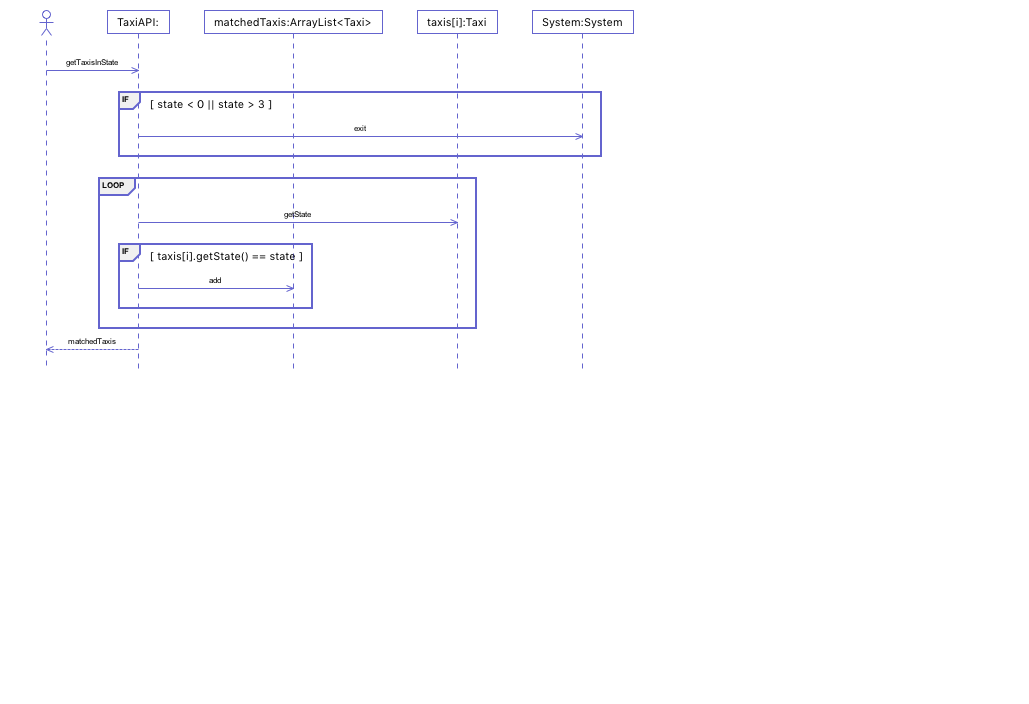 TaxiAPI:
matchedTaxis:ArrayList<Taxi>
taxis[i]:Taxi
System:System
getTaxisInState
IF
[ state < 0 || state > 3 ]
exit
LOOP
getState
IF
[ taxis[i].getState() == state ]
add
matchedTaxis